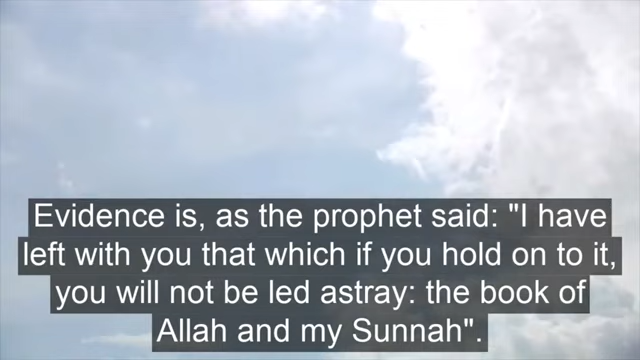 Evidence is, as the prophet said: "I have
left with you that which if you hold on to it,
you will not be led astray: the book of
Allah and my Sunnah".